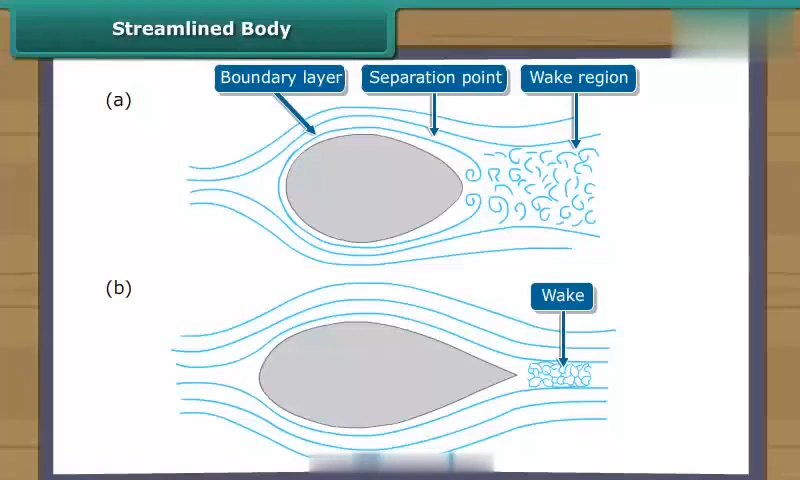 Streamlined Body
Boundary layer
Separation point
Wake region
(a)
(b)
Wake